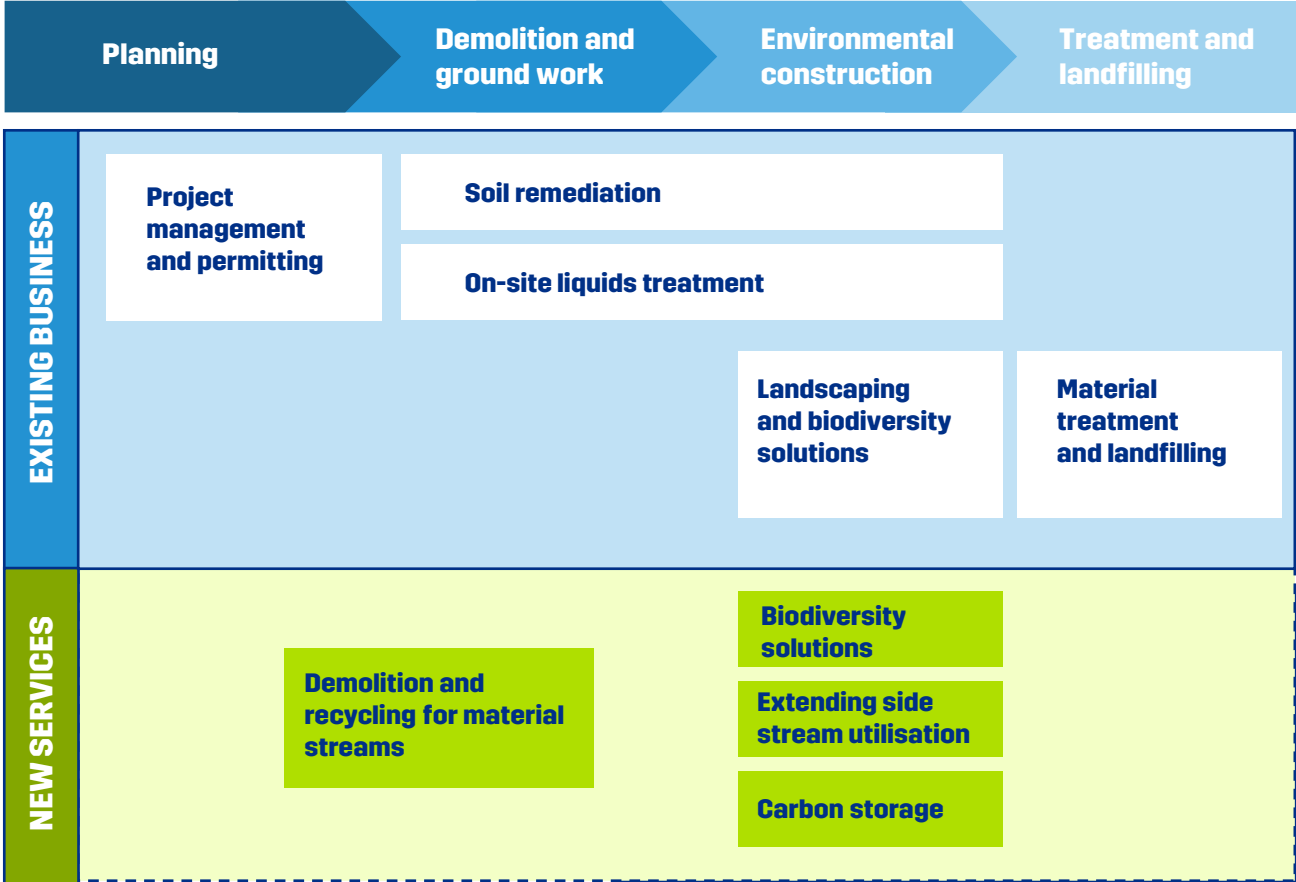 Planning
Demolition and
ground work
Environmental
construction
Treatment and
landfilling
EXISTING BUSINESS
Project
management
and permitting
Soil remediation
On-site liquids treatment
Landscaping
and biodiversity
solutions
Material
treatment
and landfilling
NEW SERVICES
Demolition and
recycling for material
streams
Biodiversity
solutions
Extending side
stream utilisation
Carbon storage